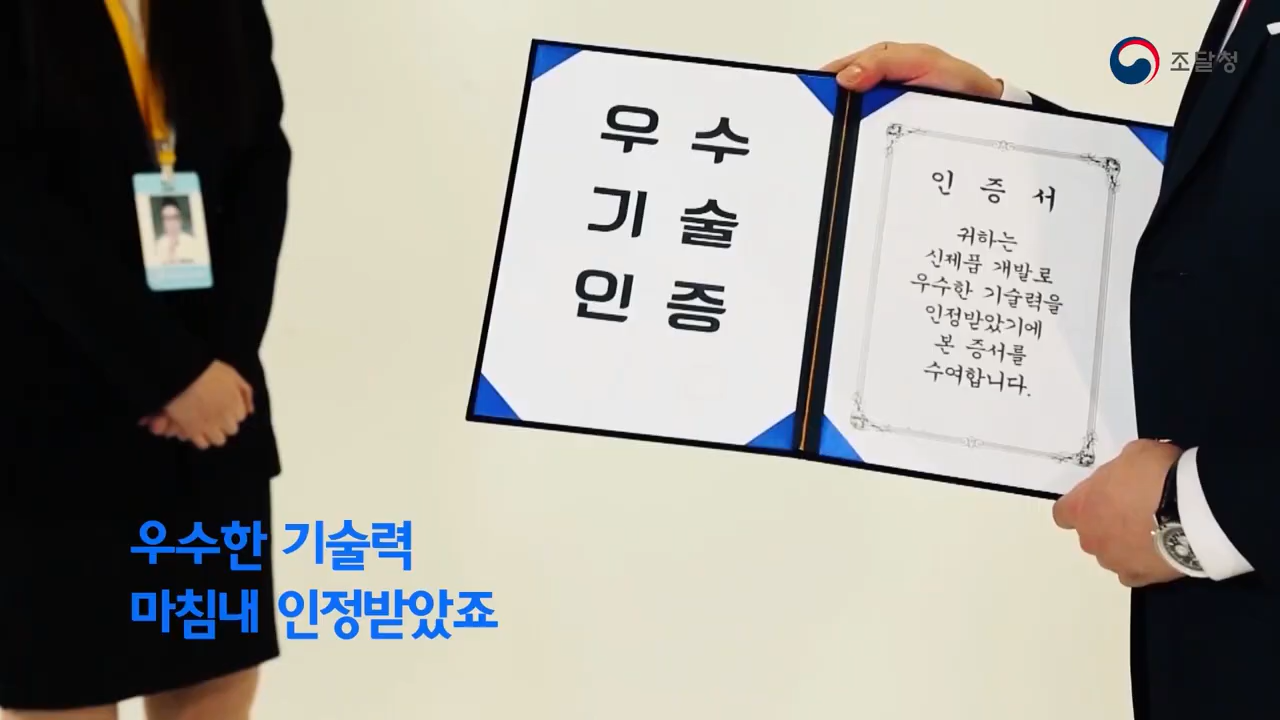 조달청
우수
기술
인증
인증서
귀하는
신제품 개발로
우수한 기술력을
인정받았기에
본 증서를
수여합니다.
우수한 기술력
마침내 인정받았죠